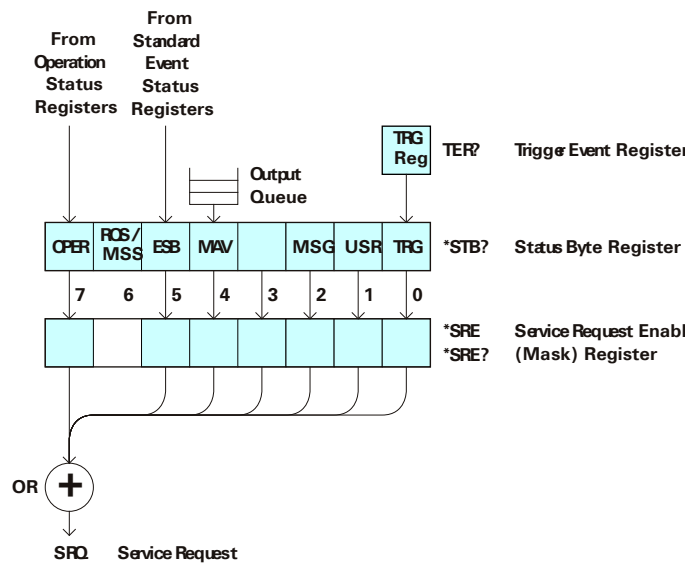 From
Operation
Status
Registers
From
Standard
Event
Status
Registers
TRG
Reg
TER? Trigger Event Register
Output
Queue
OPER RQS/ MSS ESB MAV MSG USR TRG *STB? Status Byte Register
7 6 5 4 3 2 1 0
*SRE Service Request Enabl
*SRE? (Mask) Register
OR +
SRQ Service Request